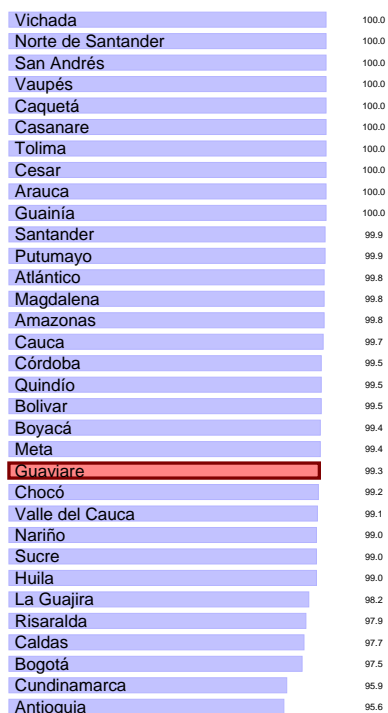 Vichada 100.0
Norte de Santander 100.0
San Andrés 100.0
Vaupés 100.0
Caquetá 100.0
Casanare 100.0
Tolima 100.0
Cesar 100.0
Arauca 100.0
Guainía 100.0
Santander 99.9
Putumayo 99.9
Atlántico 99.8
Magdalena 99.8
Amazonas 99.8
Cauca 99.7
Córdoba 99.5
Quindío 99.5
Bolivar 99.5
Boyacá 99.4
Meta 99.4
Guaviare 99.3
Chocó 99.2
Valle del Cauca 99.1
Nariño 99.0
Sucre 99.0
Huila 99.0
La Guajira 98.2
Risaralda 97.9
Caldas 97.7
Bogotá 97.5
Cundinamarca 95.9
Antioquia 95.6